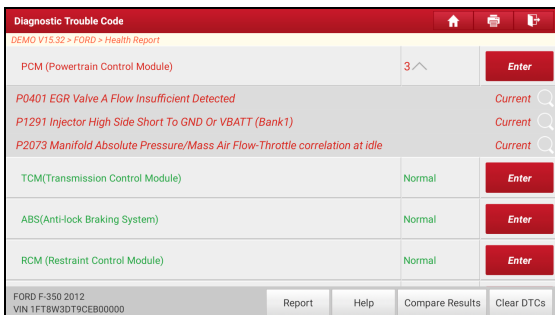 Diagnostic Trouble Code
DEMO V15.32 > FORD > Health Report
PCM (Powertrain Control Module) 3 Enter
P0401 EGR Valve A Flow Insufficient Detected Current
P1291 Injector High Side Short To GND Or VBATT (Bank1) Current
P2073 Manifold Absolute Pressure/Mass Air Flow-Throttle correlation at idle Current
TCM(Transmission Control Module) Normal Enter
ABS(Anti-lock Braking System) Normal Enter
RCM (Restraint Control Module) Normal Enter
FORD F-350 2012
VIN 1FT8W3DT9CEB00000
Report Help Compare Results Clear DTCs